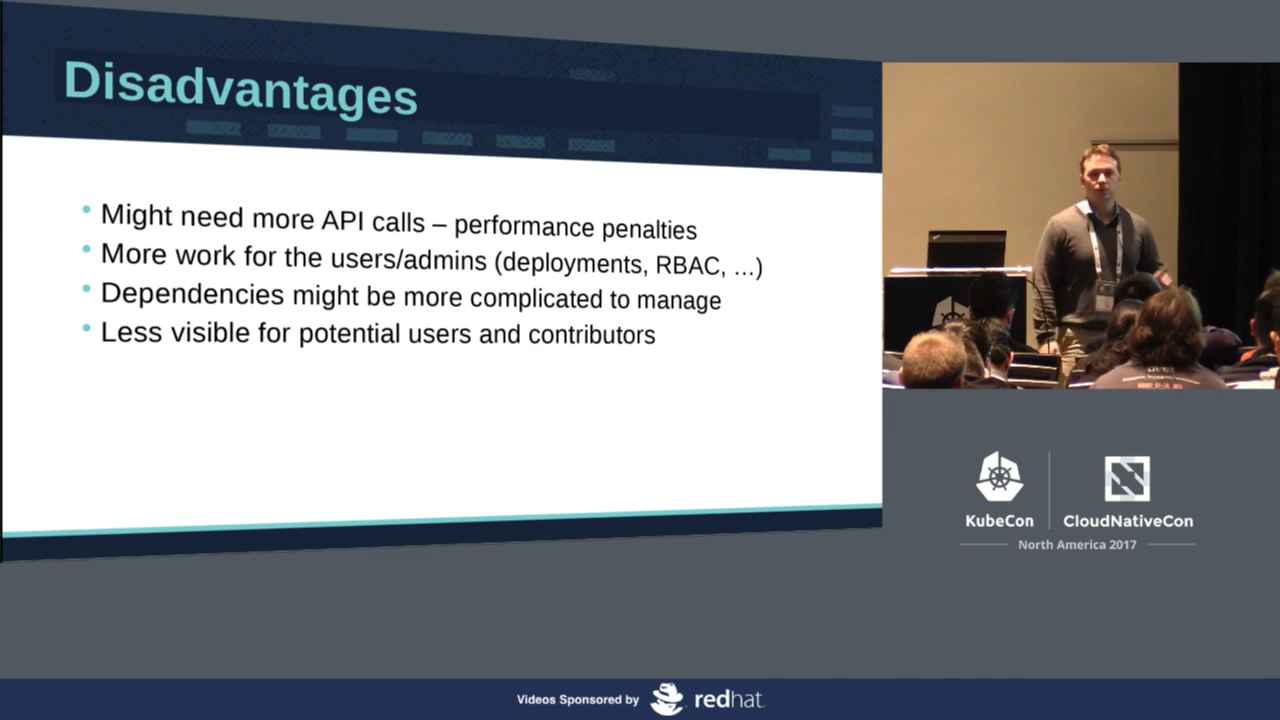 Disadvantages
• Might need more API calls – performance penalties
• More work for the users/admins (deployments, RBAC, ...)
• Dependencies might be more complicated to manage
• Less visible for potential users and contributors
KubeCon
CloudNativeCon
North America 2017
Videos Sponsored by
redhat